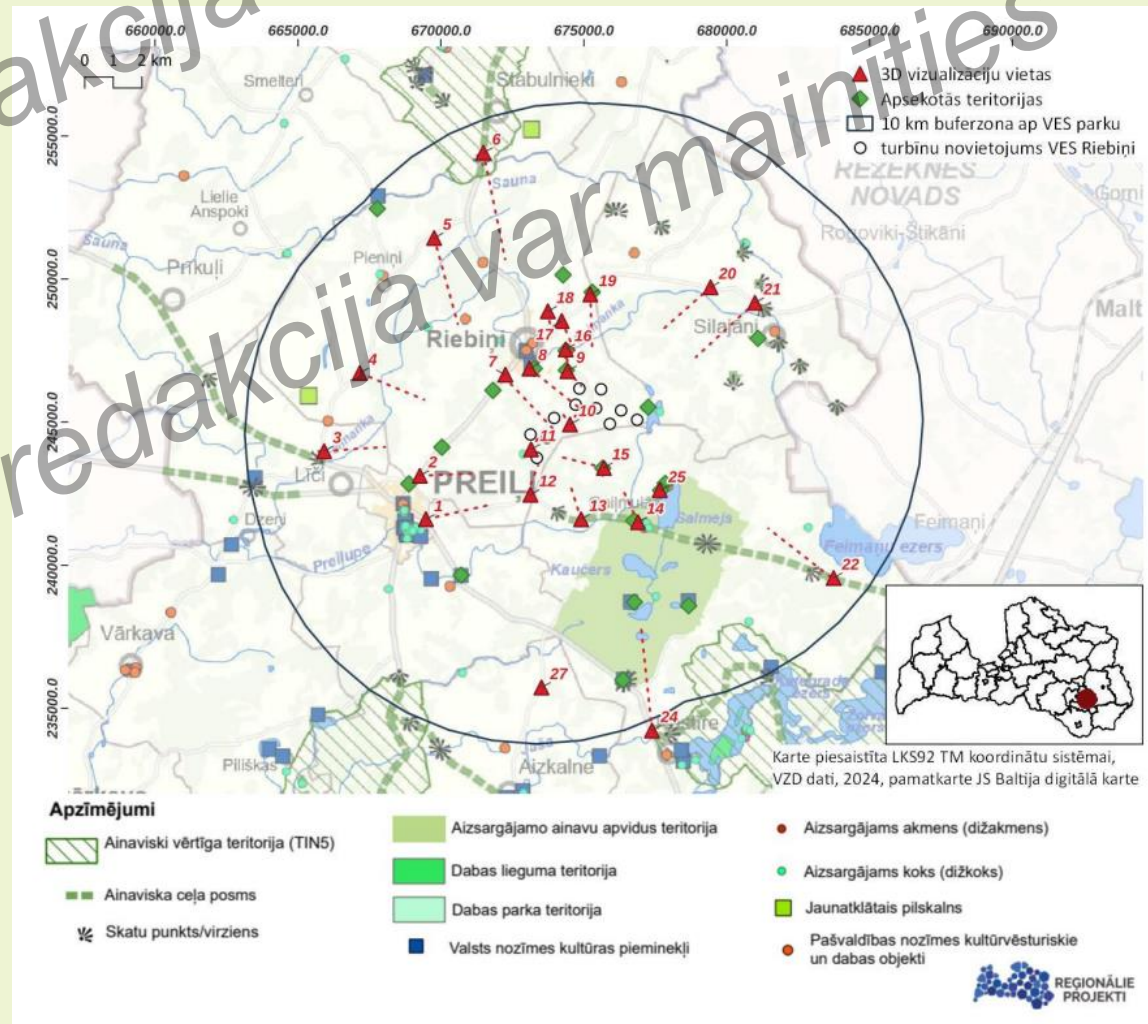 660000.0 665000.0 670000.0 675000.0 680000.0 685000.0 690000.0
255000.0
250000.0
245000.0
240000.0
235000.0
0 1 2 km
3D vizualizāciju vietas
Apsekotās teritorijas
10 km buferzona ap VES parku
turbīnu novietojums VES Riebiņi
redakcija var mainīties
Smelteri
Stabulnieki
Lielie
Anspoki
Sauna
Sauna
Pieniņi
Prīkuļi
Riebiņi
RĒZEKNES
NOVADS
Rogoviki-Štikāni
Gorņi
Silajāņi
Malt
Līči
PREIĻI
Dzeņi
Preiļupe
Vārkava
Kaučers
Salmejs
Feimaņi
Feimaņu ezers
Piliškas
Aizkalne
1
2
3
4
5
6
7
8
9
10
11
12
13
14
15
16
17
18
19
20
21
22
24
25
27
Karte piesaistīta LKS92 TM koordinātu sistēmai,
VZD dati, 2024, pamatkarte JS Baltija digitālā karte
Apzīmējumi
Ainaviski vērtīga teritorija (TIN5)
Ainaviska ceļa posms
Skatu punkts/virziens
Aizsargājamo ainavu apvidus teritorija
Dabas lieguma teritorija
Dabas parka teritorija
Valsts nozīmes kultūras pieminekļi
Aizsargājams akmens (dižakmens)
Aizsargājams koks (dižkoks)
Jaunatklātais pilskalns
Pašvaldības nozīmes kultūrvēsturiskie
un dabas objekti
REĢIONĀLIE
PROJEKTI